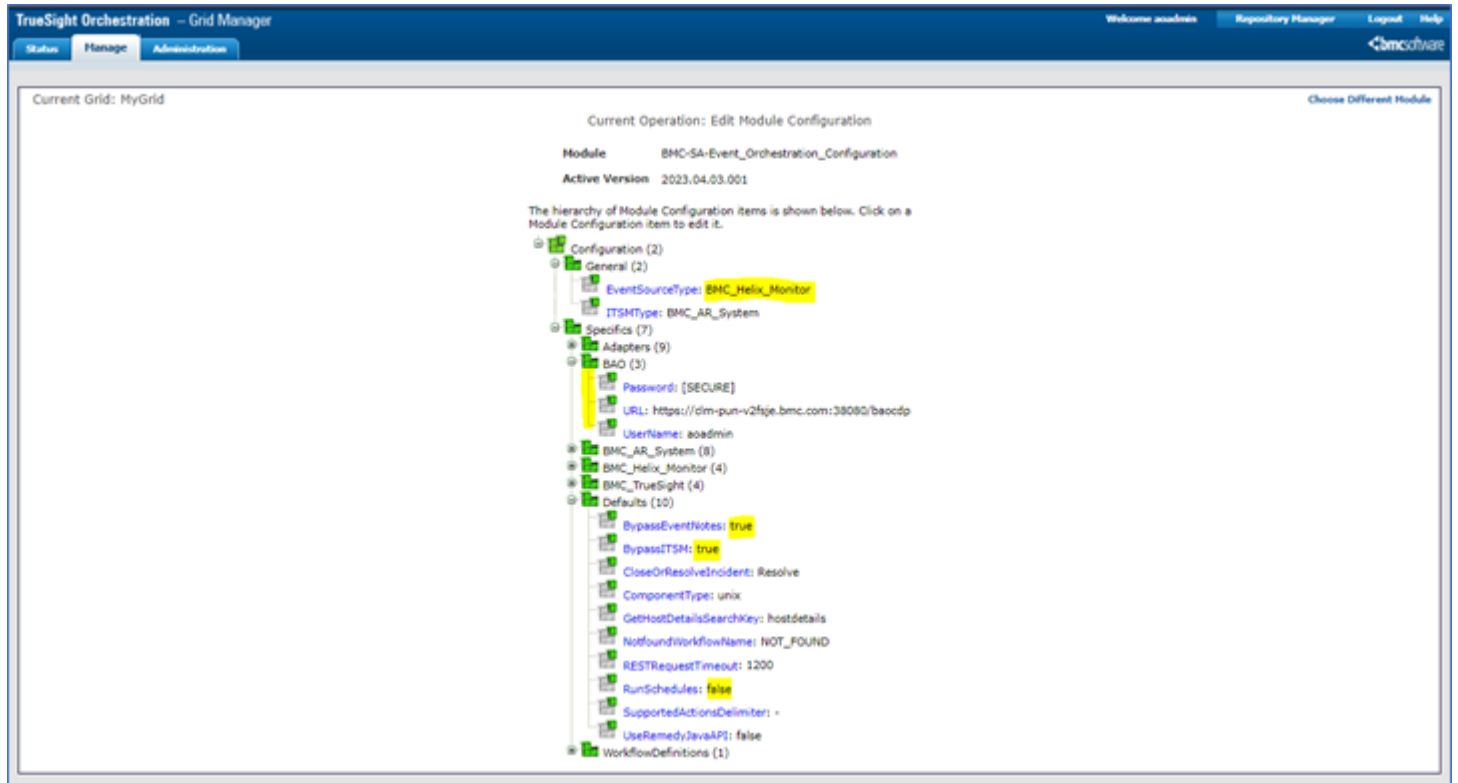 TrueSight Orchestration – Grid Manager
Welcome aoadmin
Repository Manager
Logout
Help
Status
Manage
Administration
<bmcsoftware
Current Grid: MyGrid
Choose Different Module
Current Operation: Edit Module Configuration
Module BMC-SA-Event_Orchestration_Configuration
Active Version 2023.04.03.001
The hierarchy of Module Configuration items is shown below. Click on a
Module Configuration item to edit it.
Configuration (2)
General (2)
EventSourceType: BMC_Helix_Monitor
ITSMType: BMC_AR_System
Specifics (7)
Adapters (9)
BAO (3)
Password: [SECURE]
URL: https://clm-pun-v2fsje.bmc.com:38080/baocdp
UserName: aoadmin
BMC_AR_System (8)
BMC_Helix_Monitor (4)
BMC_TrueSight (4)
Defaults (10)
BypassEventNotes: true
BypassITSM: true
CloseOrResolveIncident: Resolve
ComponentType: unix
GetHostDetailsSearchKey: hostdetails
NotfoundWorkflowName: NOT_FOUND
RESTRequestTimeout: 1200
RunSchedules: false
SupportedActionsDelimiter: -
UseRemedyJavaAPI: false
WorkflowDefinitions (1)